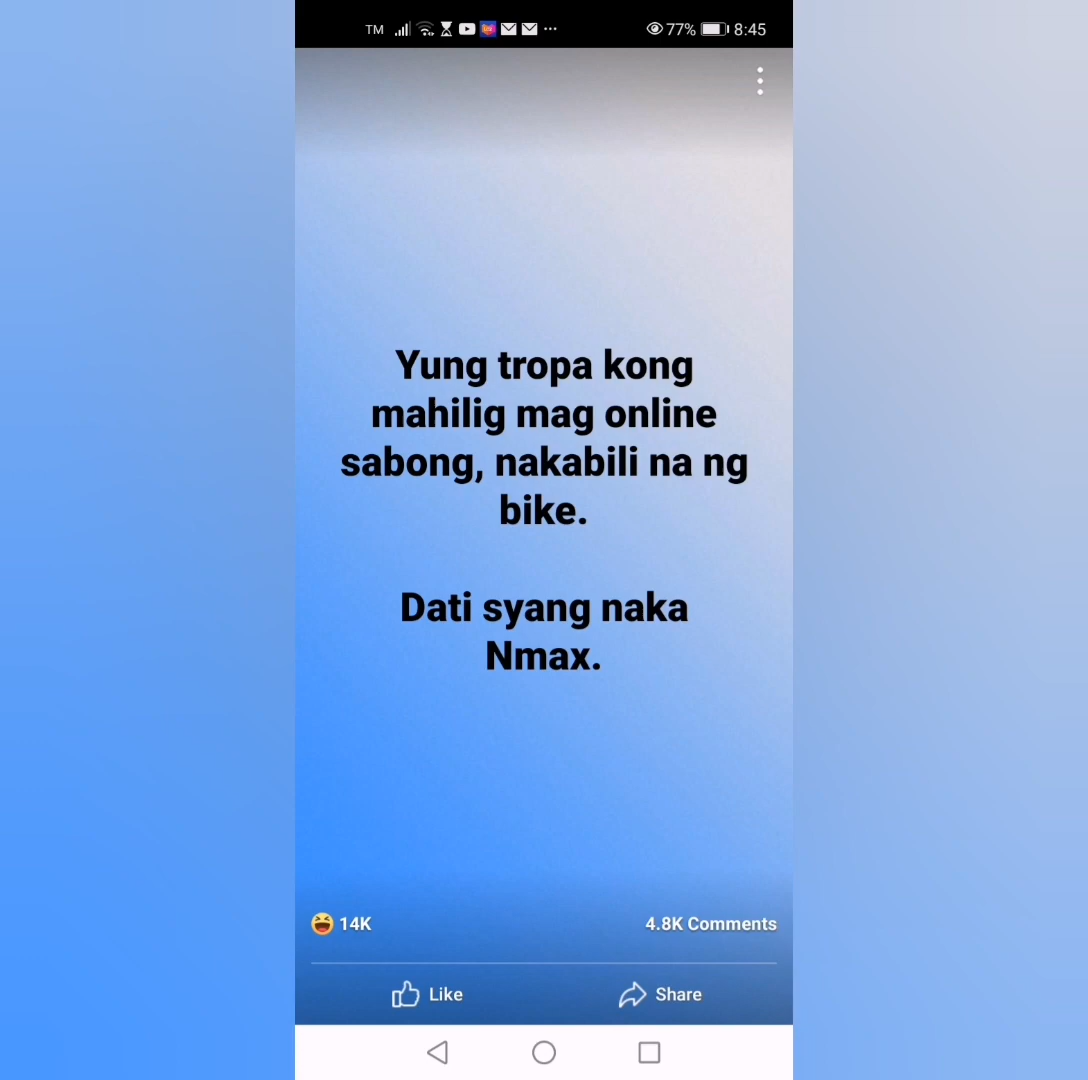 TM 77% 8:45
Yung tropa kong
mahilig mag online
sabong, nakabili na ng
bike.
Dati syang naka
Nmax.
14K 4.8K Comments
Like Share